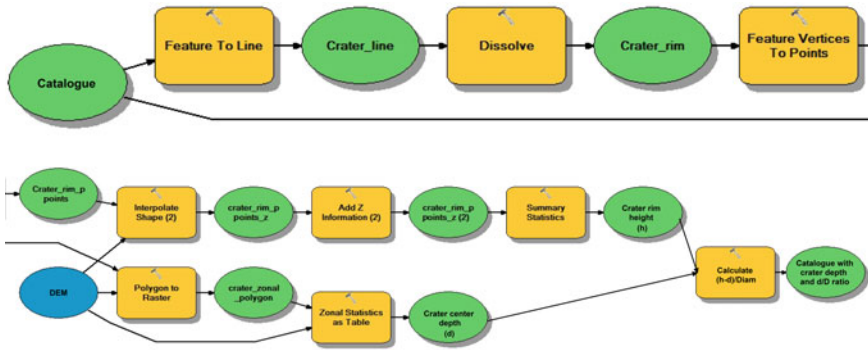 Feature To Line
Crater_line
Dissolve
Crater_rim
Feature Vertices
To Points
Catalogue
Crater_rim_p
points
Interpolate
Shape (2)
crater_rim_p
points_z
Add Z
Information (2)
crater_rim_p
points_z (2)
Summary
Statistics
Crater rim
height
(h)
DEM
Polygon to
Raster
crater_zonal
_polygon
Zonal Statistics
as Table
Crater center
depth
(d)
Calculate
(h-d)/Diam
Catalogue with
crater depth
and d/D ratio